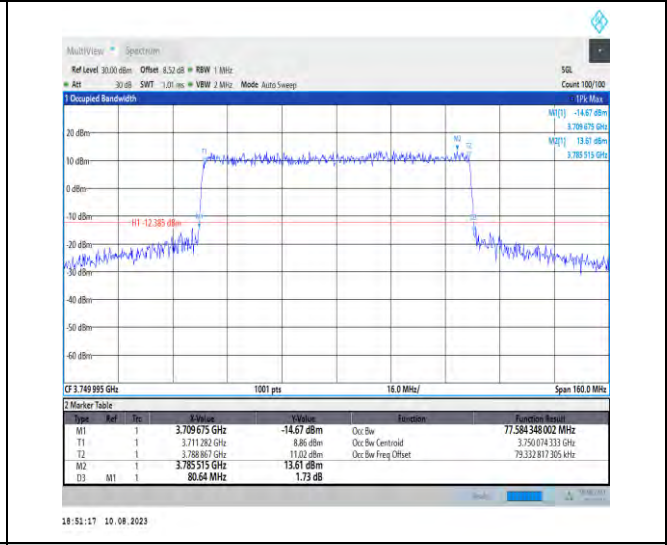 MultiView Spectrum
Ref Level 30.00 dBm Offset 8.52 dB RBW 1 MHz SGL
Att 30 dB SWT 1.01 ms VBW 2 MHz Mode Auto Sweep Count 100/100
1 Occupied Bandwidth 1Pk Max
M1[1] -14.67 dBm
3.709 675 GHz
M2[1] 13.61 dBm
3.785 515 GHz
20 dBm
M2
T1
10 dBm
0 dBm
-10 dBm
H1 -12.385 dBm
-20 dBm
-30 dBm
-40 dBm
-50 dBm
-60 dBm
CF 3.749 995 GHz 1001 pts 16.0 MHz/ Span 160.0 MHz
2 Marker Table
Type Ref Trc X-Value Y-Value Function Function Result
M1 1 3.709 675 GHz -14.67 dBm Occ Bw 77.584 348 002 MHz
T1 1 3.711 282 GHz 8.86 dBm Occ Bw Centroid 3.750 074 333 GHz
T2 1 3.788 867 GHz 11.02 dBm Occ Bw Freq Offset 79.332 817 305 kHz
M2 1 3.785 515 GHz 13.61 dBm
D3 M1 1 80.64 MHz 1.73 dB
18:51:17 10.08.2023